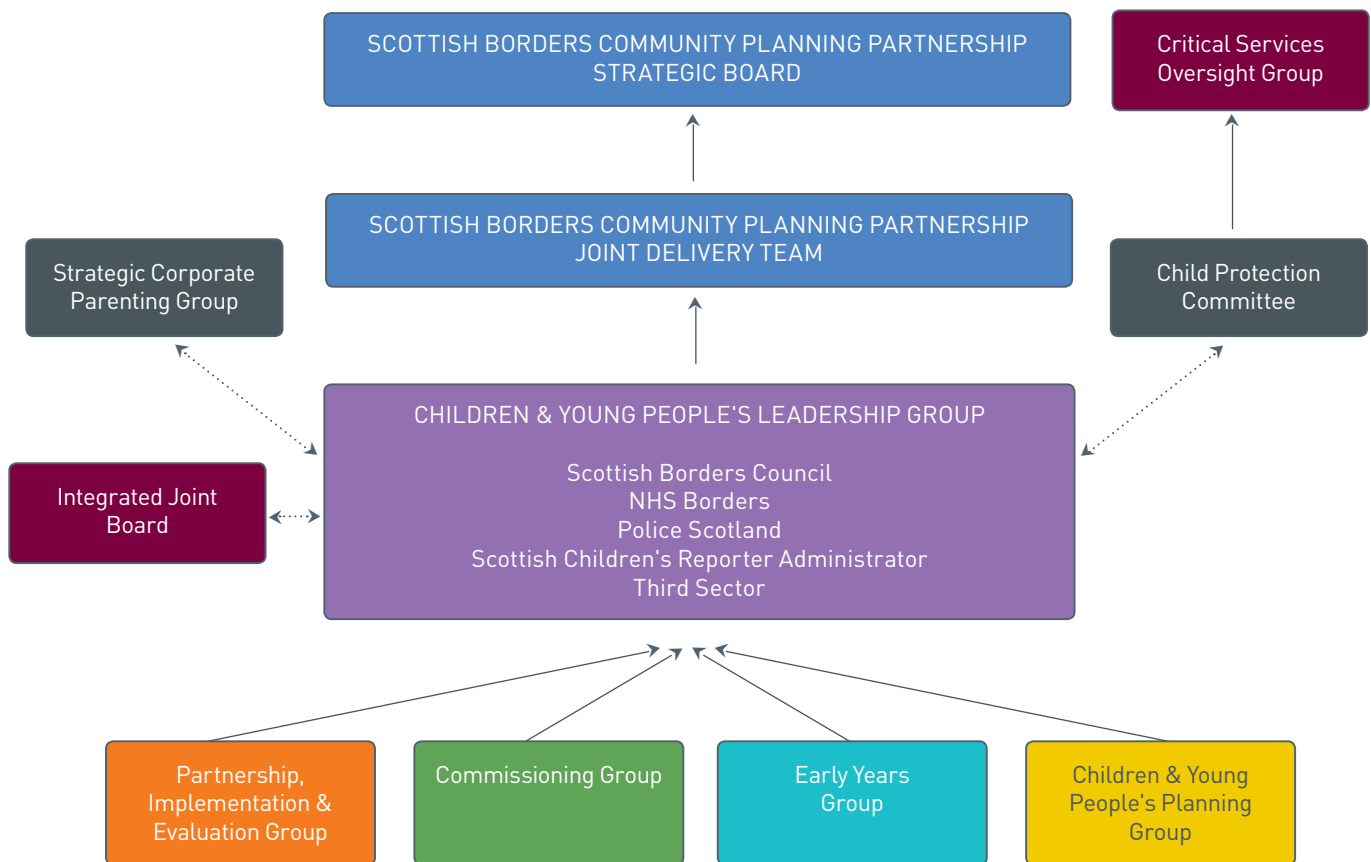 SCOTTISH BORDERS COMMUNITY PLANNING PARTNERSHIP
STRATEGIC BOARD
Critical Services
Oversight Group
SCOTTISH BORDERS COMMUNITY PLANNING PARTNERSHIP
JOINT DELIVERY TEAM
Strategic Corporate
Parenting Group
Child Protection
Committee
CHILDREN & YOUNG PEOPLE'S LEADERSHIP GROUP
Scottish Borders Council
NHS Borders
Police Scotland
Scottish Children's Reporter Administrator
Third Sector
Integrated Joint
Board
Partnership,
Implementation &
Evaluation Group
Commissioning Group
Early Years
Group
Children & Young
People's Planning
Group